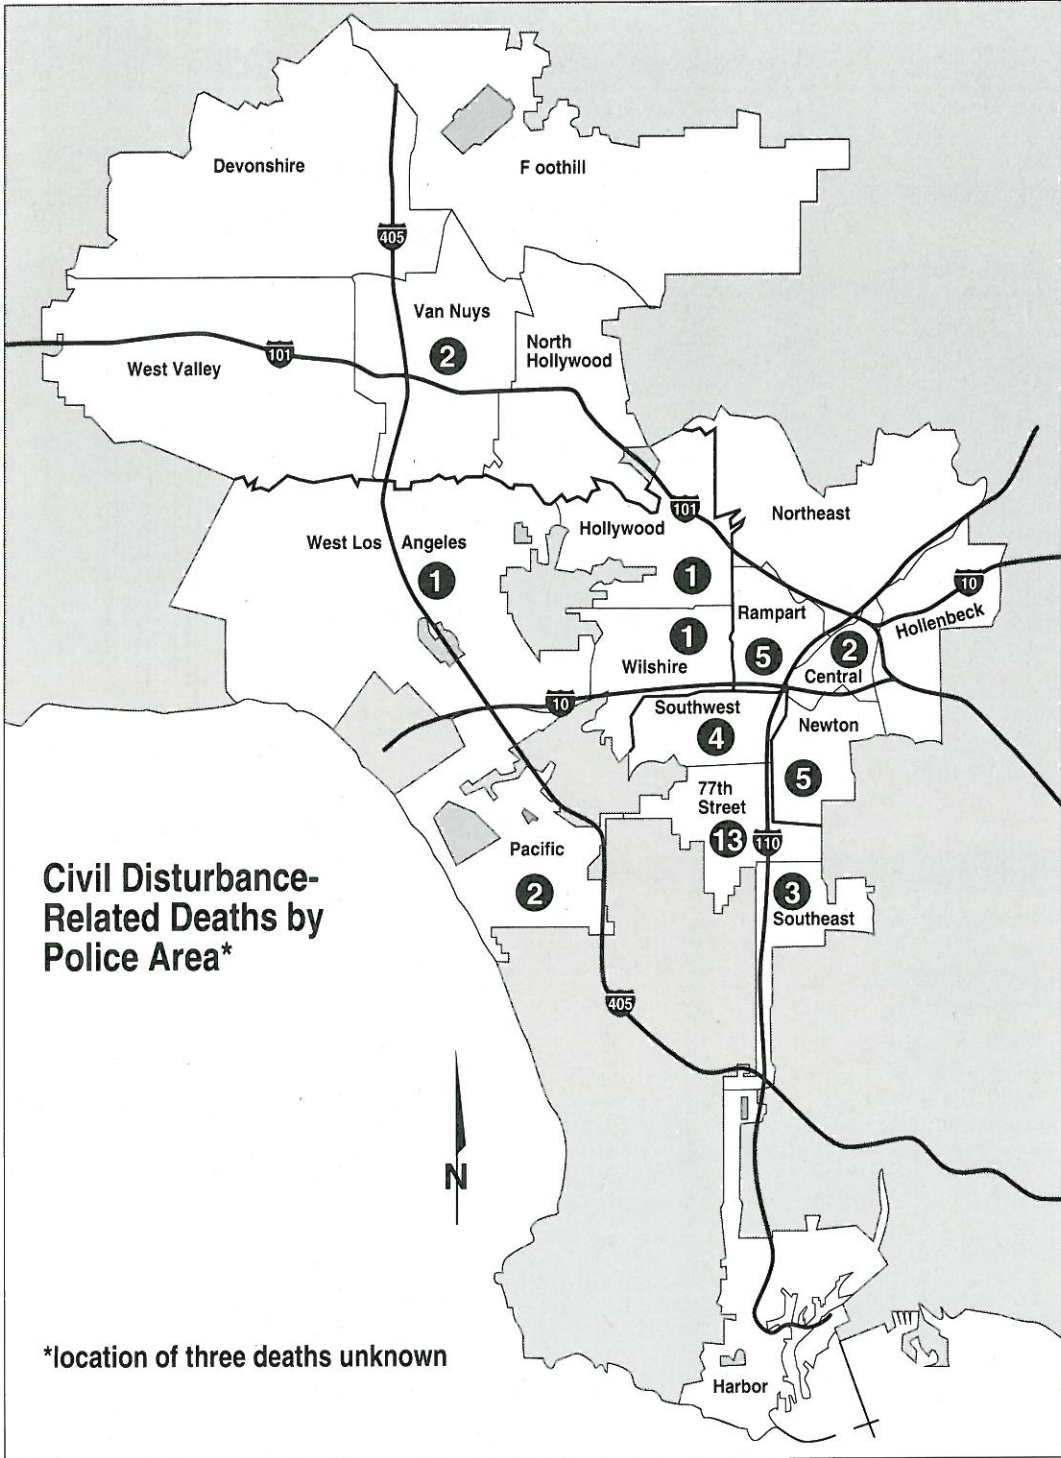 Devonshire
F oothill
405
Van Nuys
2
North
Hollywood
101
West Valley
101
Northeast
Hollywood
West Los Angeles
1
1
10
Rampart
Hollenbeck
1
5
2
Wilshire
Central
10
Southwest
Newton
4
5
77th
Street
13
110
Pacific
2
3
Southeast
Civil Disturbance-
Related Deaths by
Police Area*
405
N
*location of three deaths unknown
Harbor